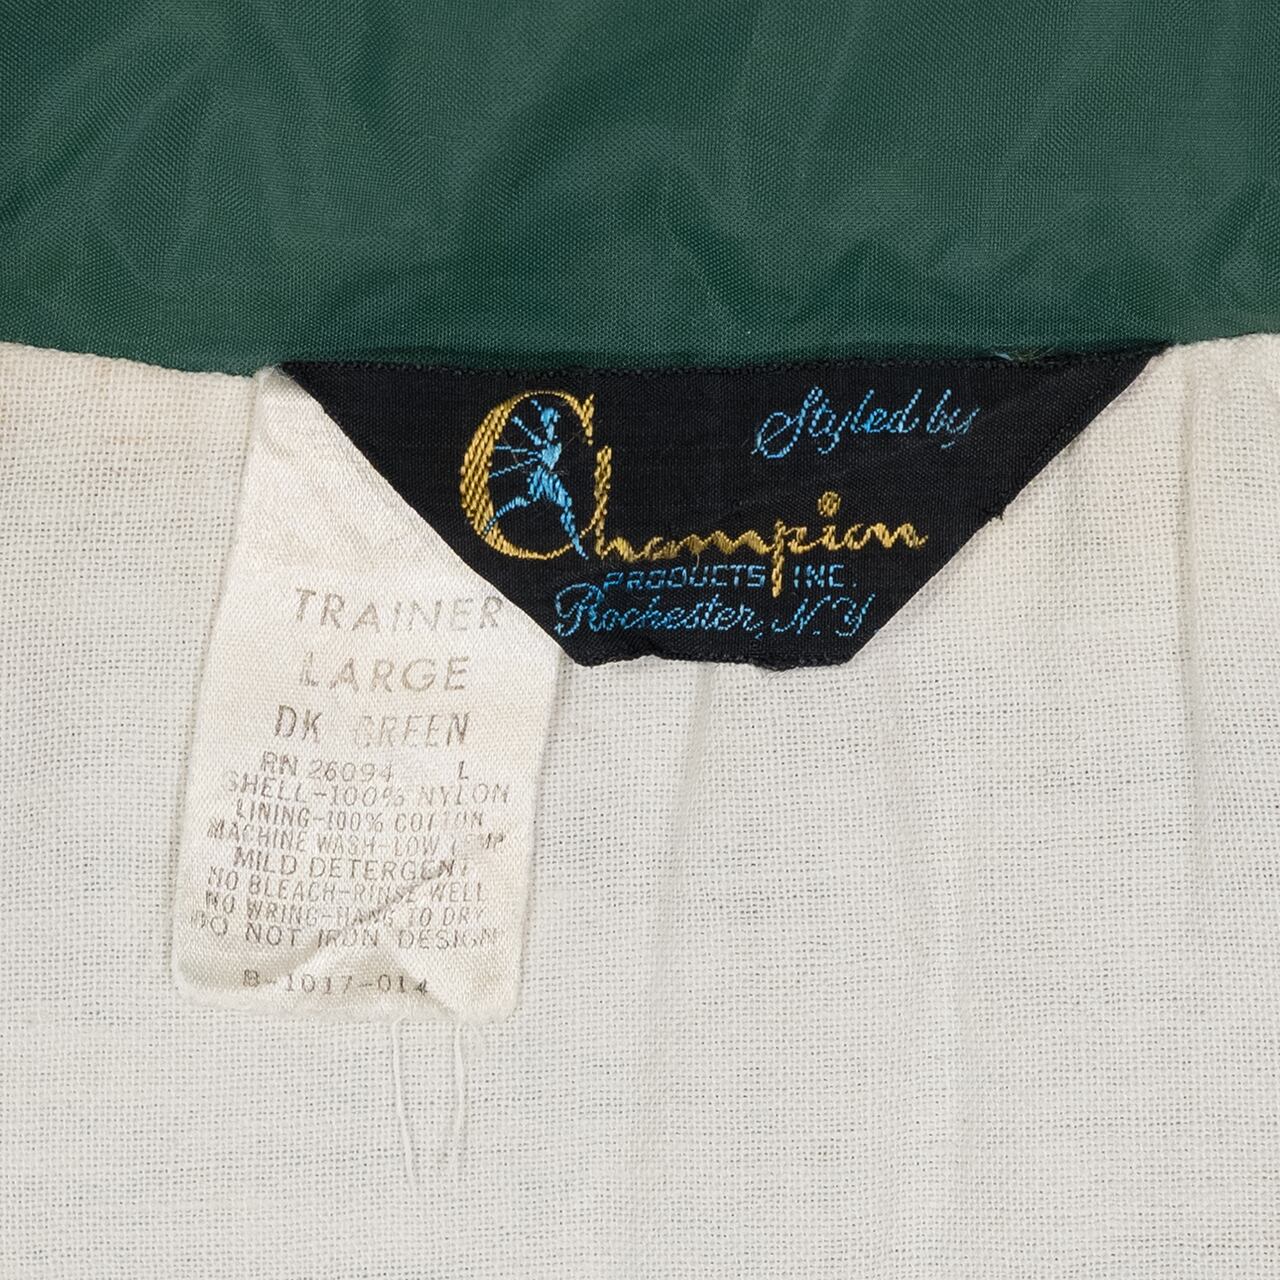 Styled by
Champion
PRODUCTS INC.
Rochester, N.Y.
TRAINER
LARGE
DK GREEN
RN 26094 L
SHELL-100% NYLON
LINING-100% COTTON
MACHINE WASH-LOW TEMP
MILD DETERGENT
NO BLEACH-RINSE WELL
NO WRING-HANG TO DRY
DO NOT IRON DESIGN
B-1017-014